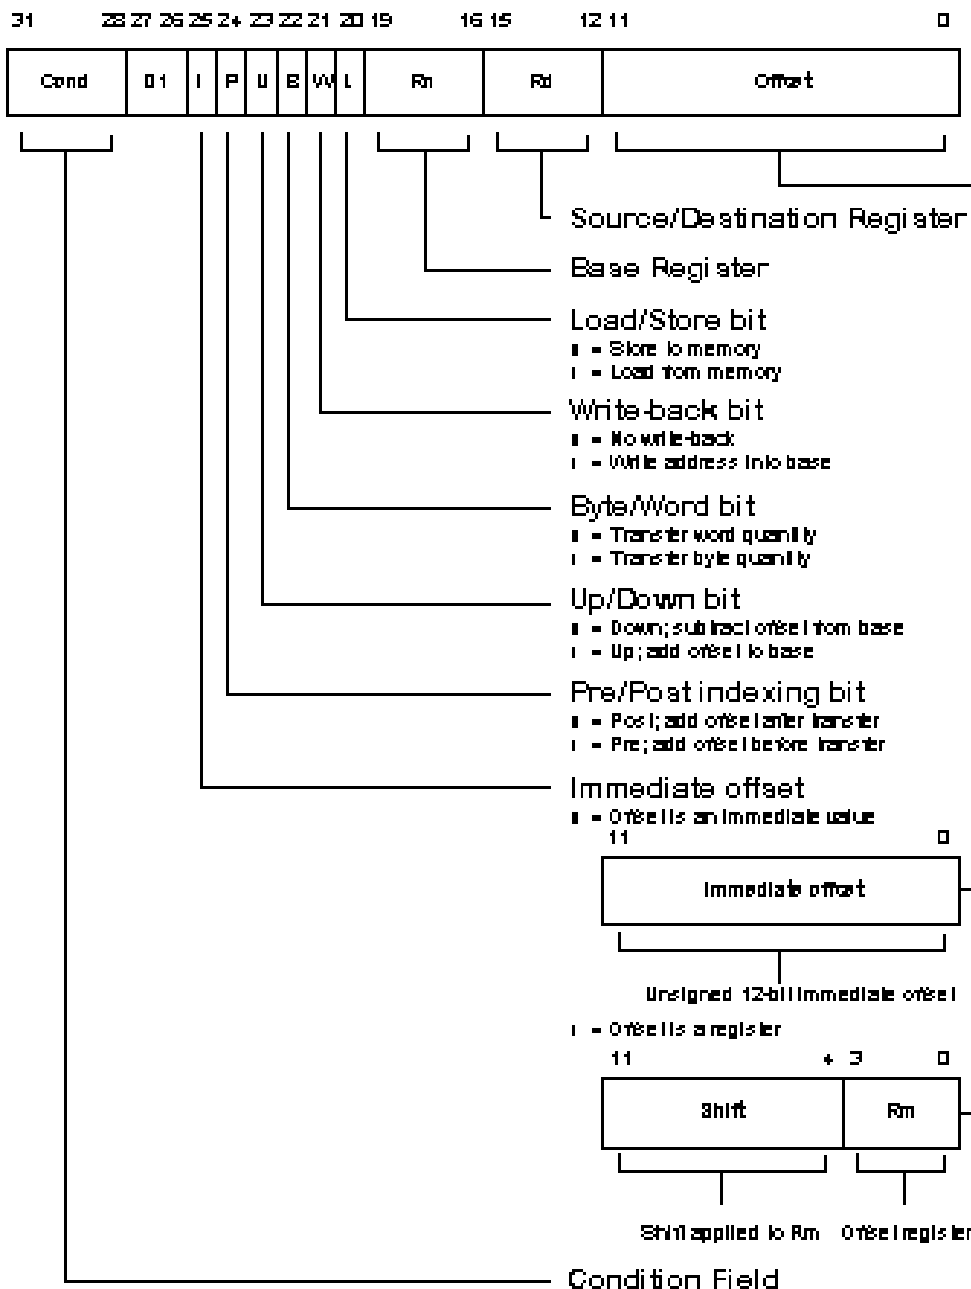 31 28 27 26 25 24 23 22 21 20 19 16 15 12 11 0
Cond 01 I P U B W L Rn Rd Offset
Source/Destination Register
Base Register
Load/Store bit
0 = Store to memory
1 = Load from memory
Write-back bit
0 = No write-back
1 = Write address into base
Byte/Word bit
0 = Transfer word quantity
1 = Transfer byte quantity
Up/Down bit
0 = Down; subtract offset from base
1 = Up; add offset to base
Pre/Post indexing bit
0 = Post; add offset after transfer
1 = Pre; add offset before transfer
Immediate offset
0 = Offset is an immediate value
11 0
Immediate offset
Unsigned 12-bit immediate offset
1 = Offset is a register
11 4 3 0
Shift Rm
Shift applied to Rm Offset register
Condition Field